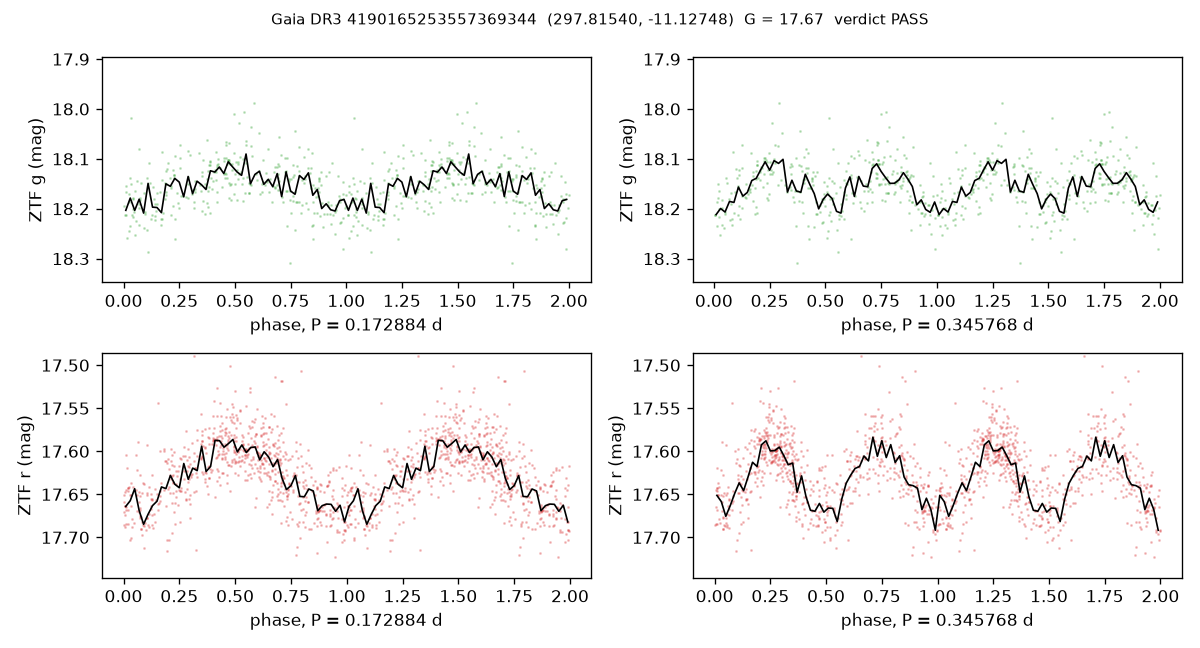 Gaia DR3 4190165253557369344 (297.81540, -11.12748) G = 17.67 verdict PASS
ZTF g (mag)
17.9
18.0
18.1
18.2
18.3
0.00 0.25 0.50 0.75 1.00 1.25 1.50 1.75 2.00
phase, P = 0.172884 d
ZTF g (mag)
17.9
18.0
18.1
18.2
18.3
0.00 0.25 0.50 0.75 1.00 1.25 1.50 1.75 2.00
phase, P = 0.345768 d
ZTF r (mag)
17.50
17.55
17.60
17.65
17.70
0.00 0.25 0.50 0.75 1.00 1.25 1.50 1.75 2.00
phase, P = 0.172884 d
ZTF r (mag)
17.50
17.55
17.60
17.65
17.70
0.00 0.25 0.50 0.75 1.00 1.25 1.50 1.75 2.00
phase, P = 0.345768 d